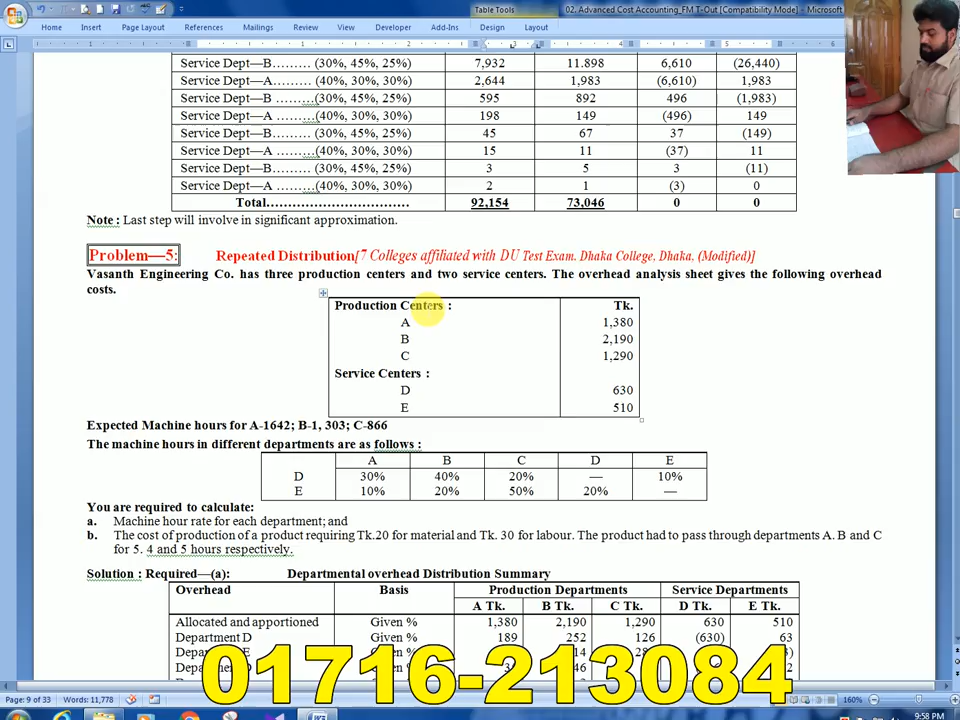 Table Tools
02. Advanced Cost Accounting_FM T-Out [Compatibility Mode] - Microsoft
Home Insert Page Layout References Mailings Review View Developer Add-Ins Design Layout
Service Dept—B......... (30%, 45%, 25%) 7,932 11.898 6,610 (26,440)
Service Dept—A......... (40%, 30%, 30%) 2,644 1,983 (6,610) 1,983
Service Dept—B .........(30%, 45%, 25%) 595 892 496 (1,983)
Service Dept—A .........(40%, 30%, 30%) 198 149 (496) 149
Service Dept—B......... (30%, 45%, 25%) 45 67 37 (149)
Service Dept—A .........(40%, 30%, 30%) 15 11 (37) 11
Service Dept—B......... (30%, 45%, 25%) 3 5 3 (11)
Service Dept—A .........(40%, 30%, 30%) 2 1 (3) 0
Total.................................... 92,154 73,046 0 0
Note : Last step will involve in significant approximation.
Problem—5: Repeated Distribution[7 Colleges affiliated with DU Test Exam. Dhaka College, Dhaka, (Modified)]
Vasanth Engineering Co. has three production centers and two service centers. The overhead analysis sheet gives the following overhead
costs.
Production Centers : Tk.
A 1,380
B 2,190
C 1,290
Service Centers :
D 630
E 510
Expected Machine hours for A-1642; B-1, 303; C-866
The machine hours in different departments are as follows :
A B C D E
D 30% 40% 20% — 10%
E 10% 20% 50% 20% —
You are required to calculate:
a. Machine hour rate for each department; and
b. The cost of production of a product requiring Tk.20 for material and Tk. 30 for labour. The product had to pass through departments A. B and C
for 5. 4 and 5 hours respectively.
Solution : Required—(a): Departmental overhead Distribution Summary
Overhead Basis Production Departments Service Departments
A Tk. B Tk. C Tk. D Tk. E Tk.
Allocated and apportioned Given % 1,380 2,190 1,290 630 510
Department D Given % 189 252 126 (630) 63
01716-213084
Page: 9 of 33 Words: 11,778 160%
9:58 PM